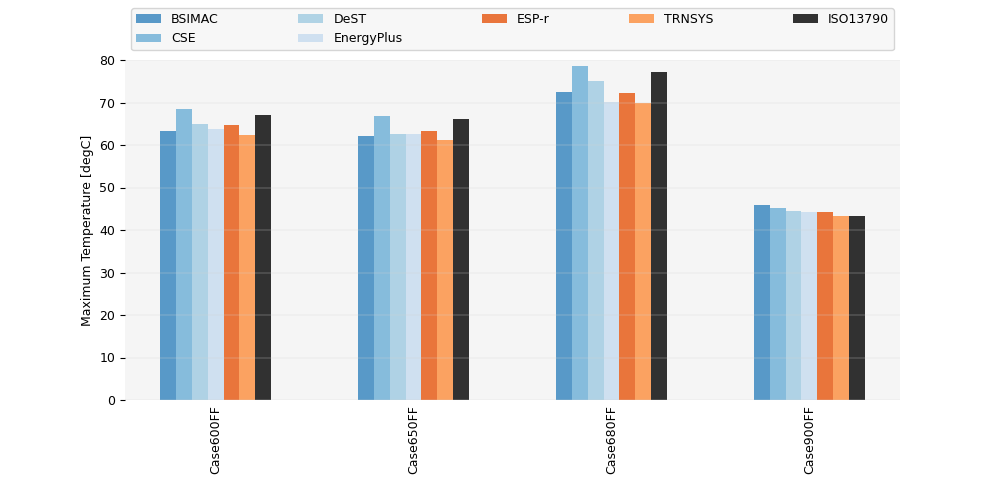 BSIMAC DeST ESP-r TRNSYS ISO13790
CSE EnergyPlus
Maximum Temperature [degC]
80
70
60
50
40
30
20
10
0
Case600FF
Case650FF
Case680FF
Case900FF